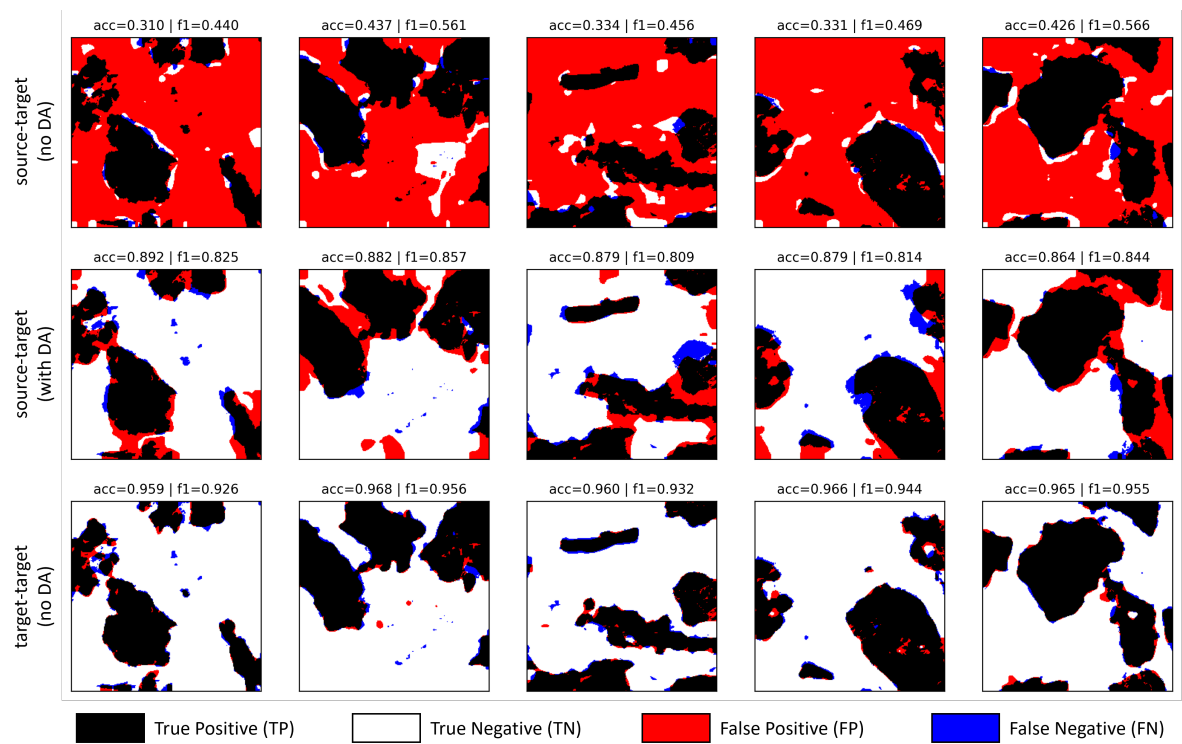 acc=0.310 | f1=0.440
acc=0.437 | f1=0.561
acc=0.334 | f1=0.456
acc=0.331 | f1=0.469
acc=0.426 | f1=0.566
source-target
(no DA)
acc=0.892 | f1=0.825
acc=0.882 | f1=0.857
acc=0.879 | f1=0.809
acc=0.879 | f1=0.814
acc=0.864 | f1=0.844
source-target
(with DA)
acc=0.959 | f1=0.926
acc=0.968 | f1=0.956
acc=0.960 | f1=0.932
acc=0.966 | f1=0.944
acc=0.965 | f1=0.955
target-target
(no DA)
True Positive (TP)
True Negative (TN)
False Positive (FP)
False Negative (FN)